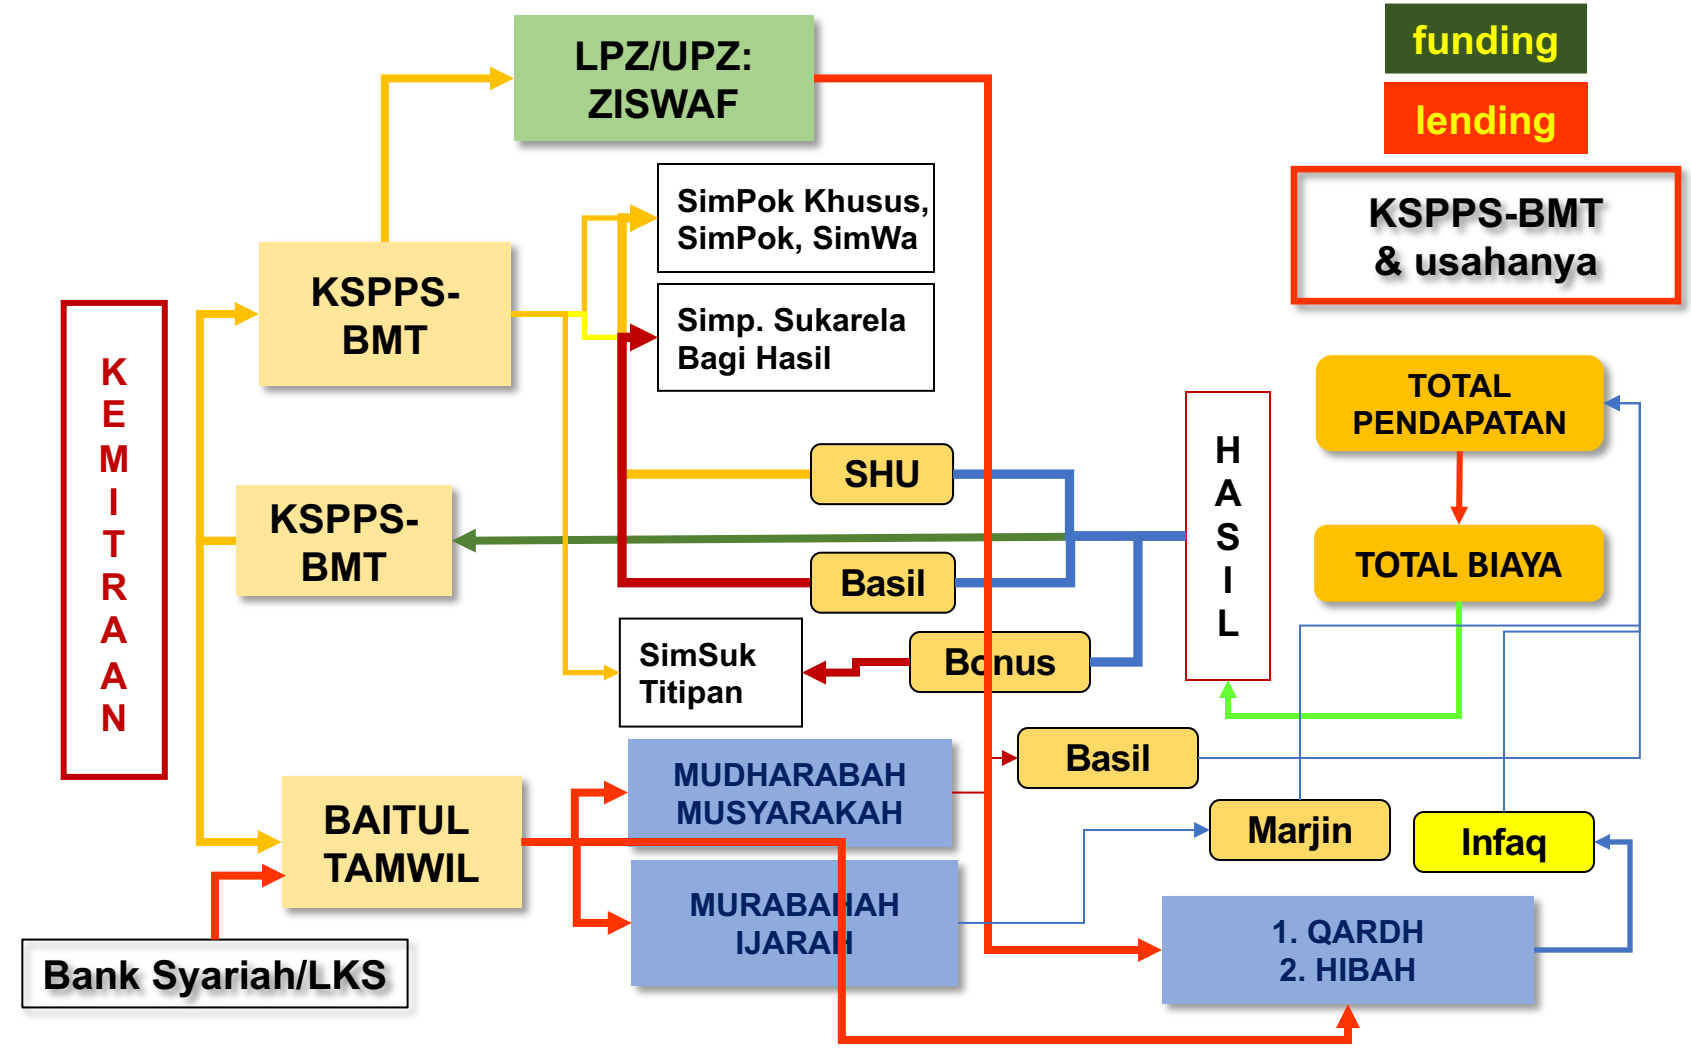 LPZ/UPZ:
ZISWAF
funding
lending
KSPPS-BMT
& usahanya
SimPok Khusus,
SimPok, SimWa
KSPPS-
BMT
Simp. Sukarela
Bagi Hasil
K
E
M
I
T
R
A
A
N
TOTAL
PENDAPATAN
H
A
S
I
L
SHU
KSPPS-
BMT
TOTAL BIAYA
Basil
SimSuk
Titipan
Bonus
Basil
MUDHARABAH
MUSYARAKAH
BAITUL
TAMWIL
Marjin
Infaq
MURABAHAH
IJARAH
1. QARDH
2. HIBAH
Bank Syariah/LKS